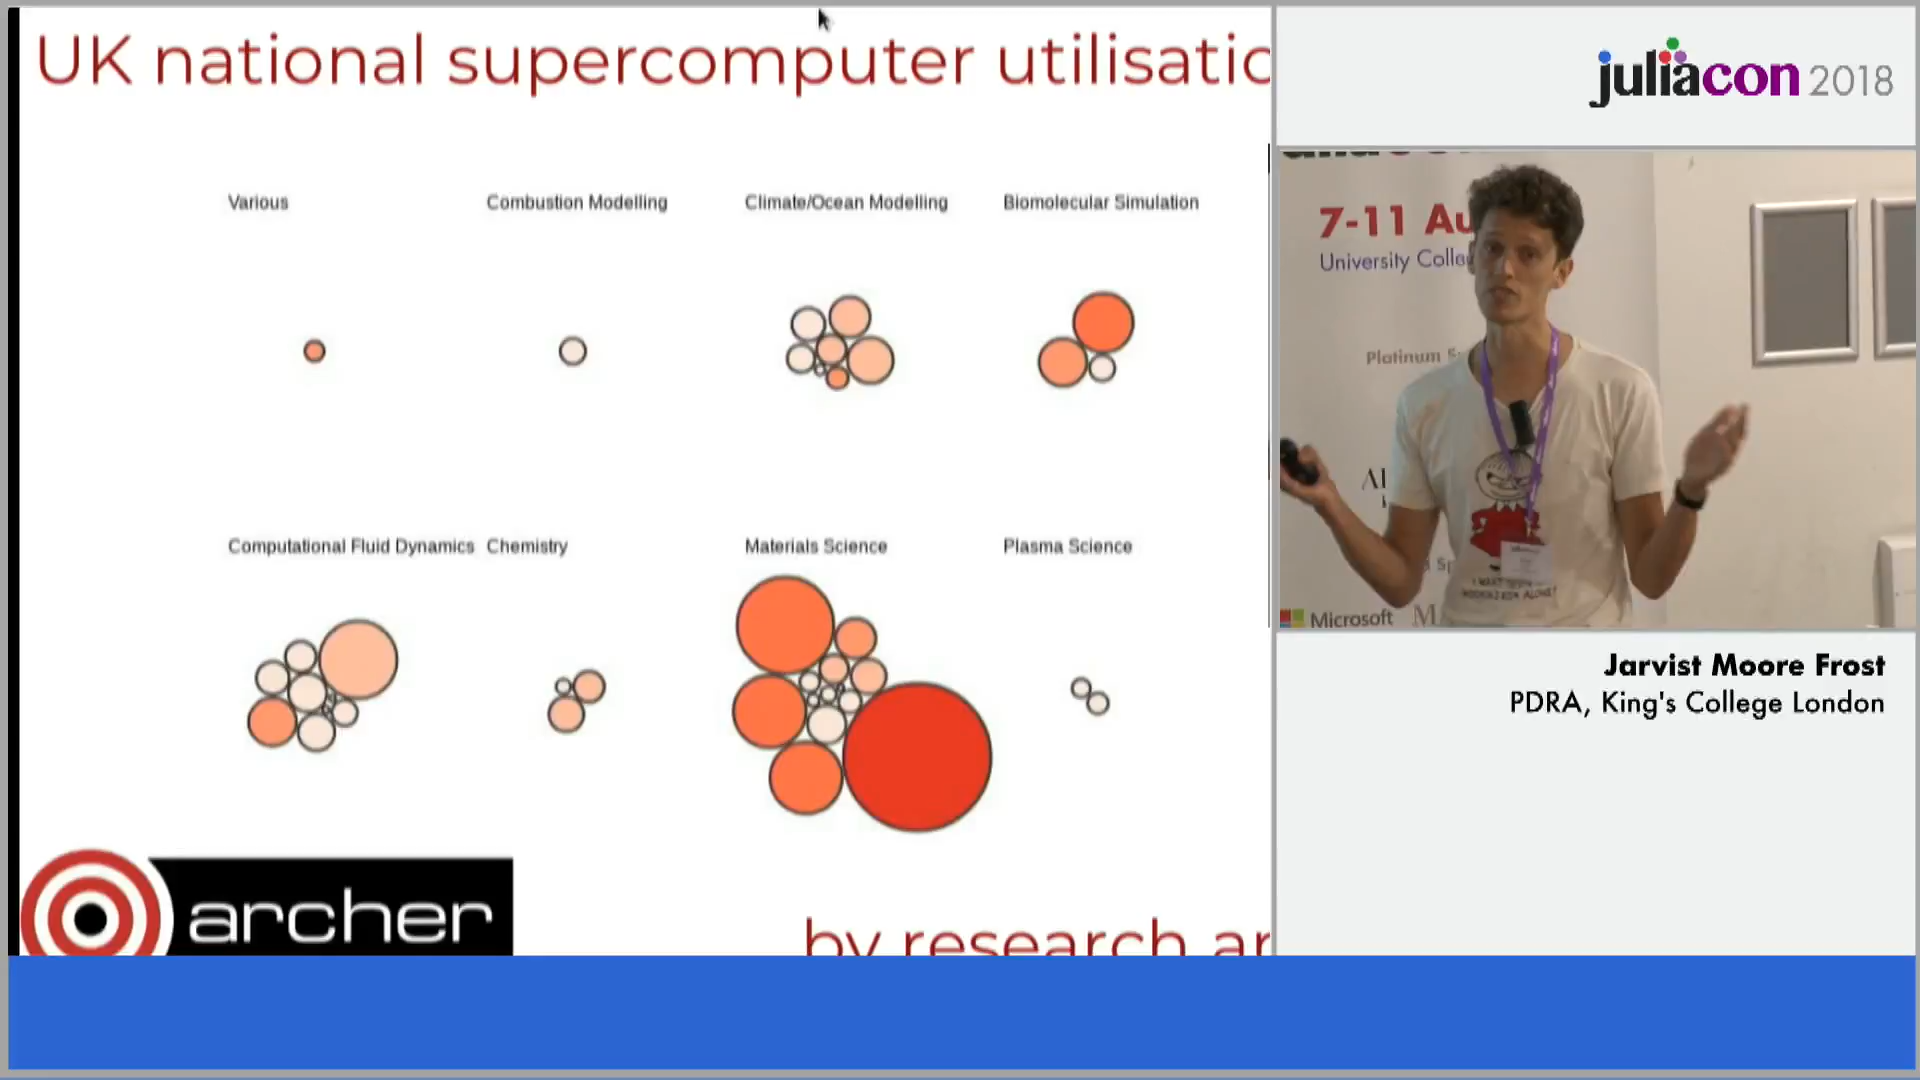 UK national supercomputer utilisatic
Various
Combustion Modelling
Climate/Ocean Modelling
Biomolecular Simulation
Computational Fluid Dynamics
Chemistry
Materials Science
Plasma Science
archer
by research ar
juliacon 2018
7-11 Au
University Colle
Platinum
Microsoft
Jarvist Moore Frost
PDRA, King's College London